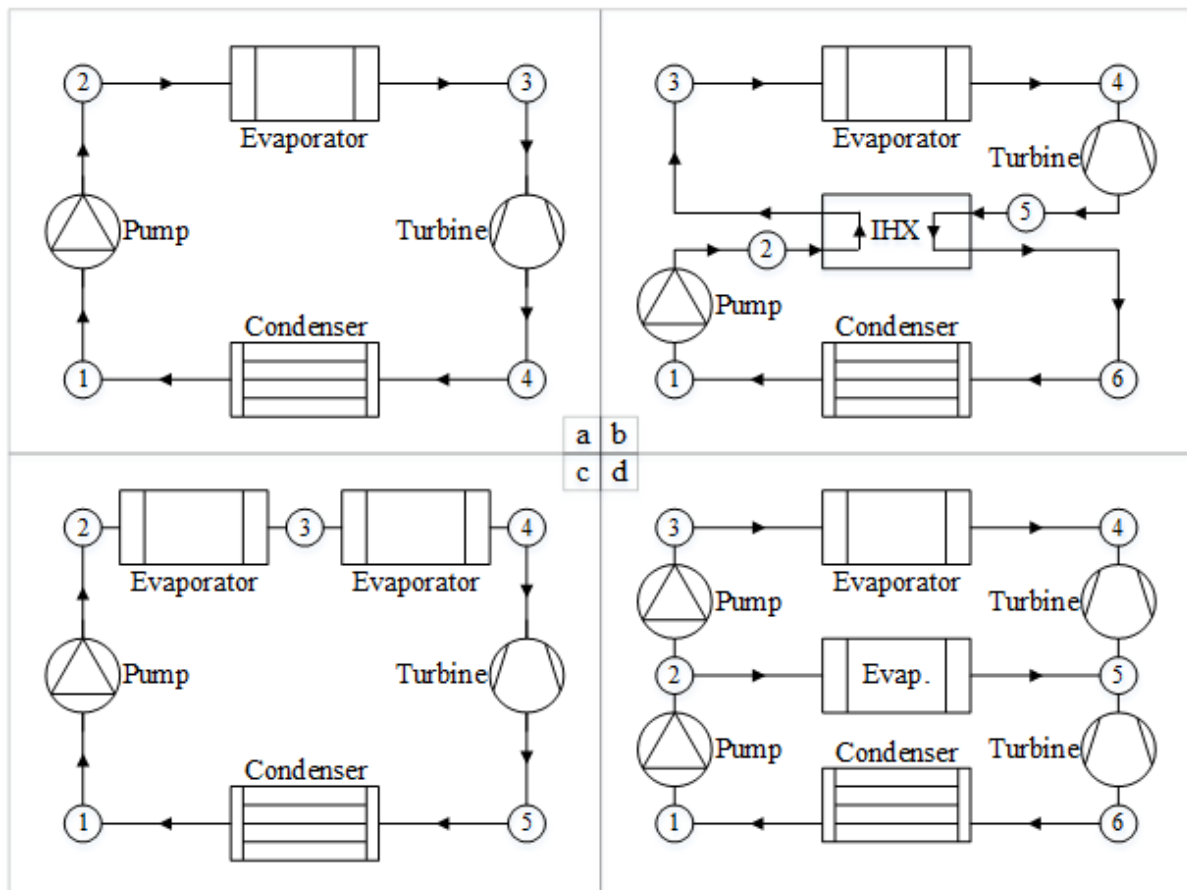 2
3
Evaporator
Pump
Turbine
Condenser
1
4
3
4
Evaporator
Turbine
5
IHX
2
Pump
Condenser
1
6
a b
c d
2
3
4
Evaporator
Evaporator
Pump
Turbine
Condenser
1
5
3
4
Evaporator
Pump
Turbine
2
Evap.
5
Pump
Condenser
Turbine
1
6